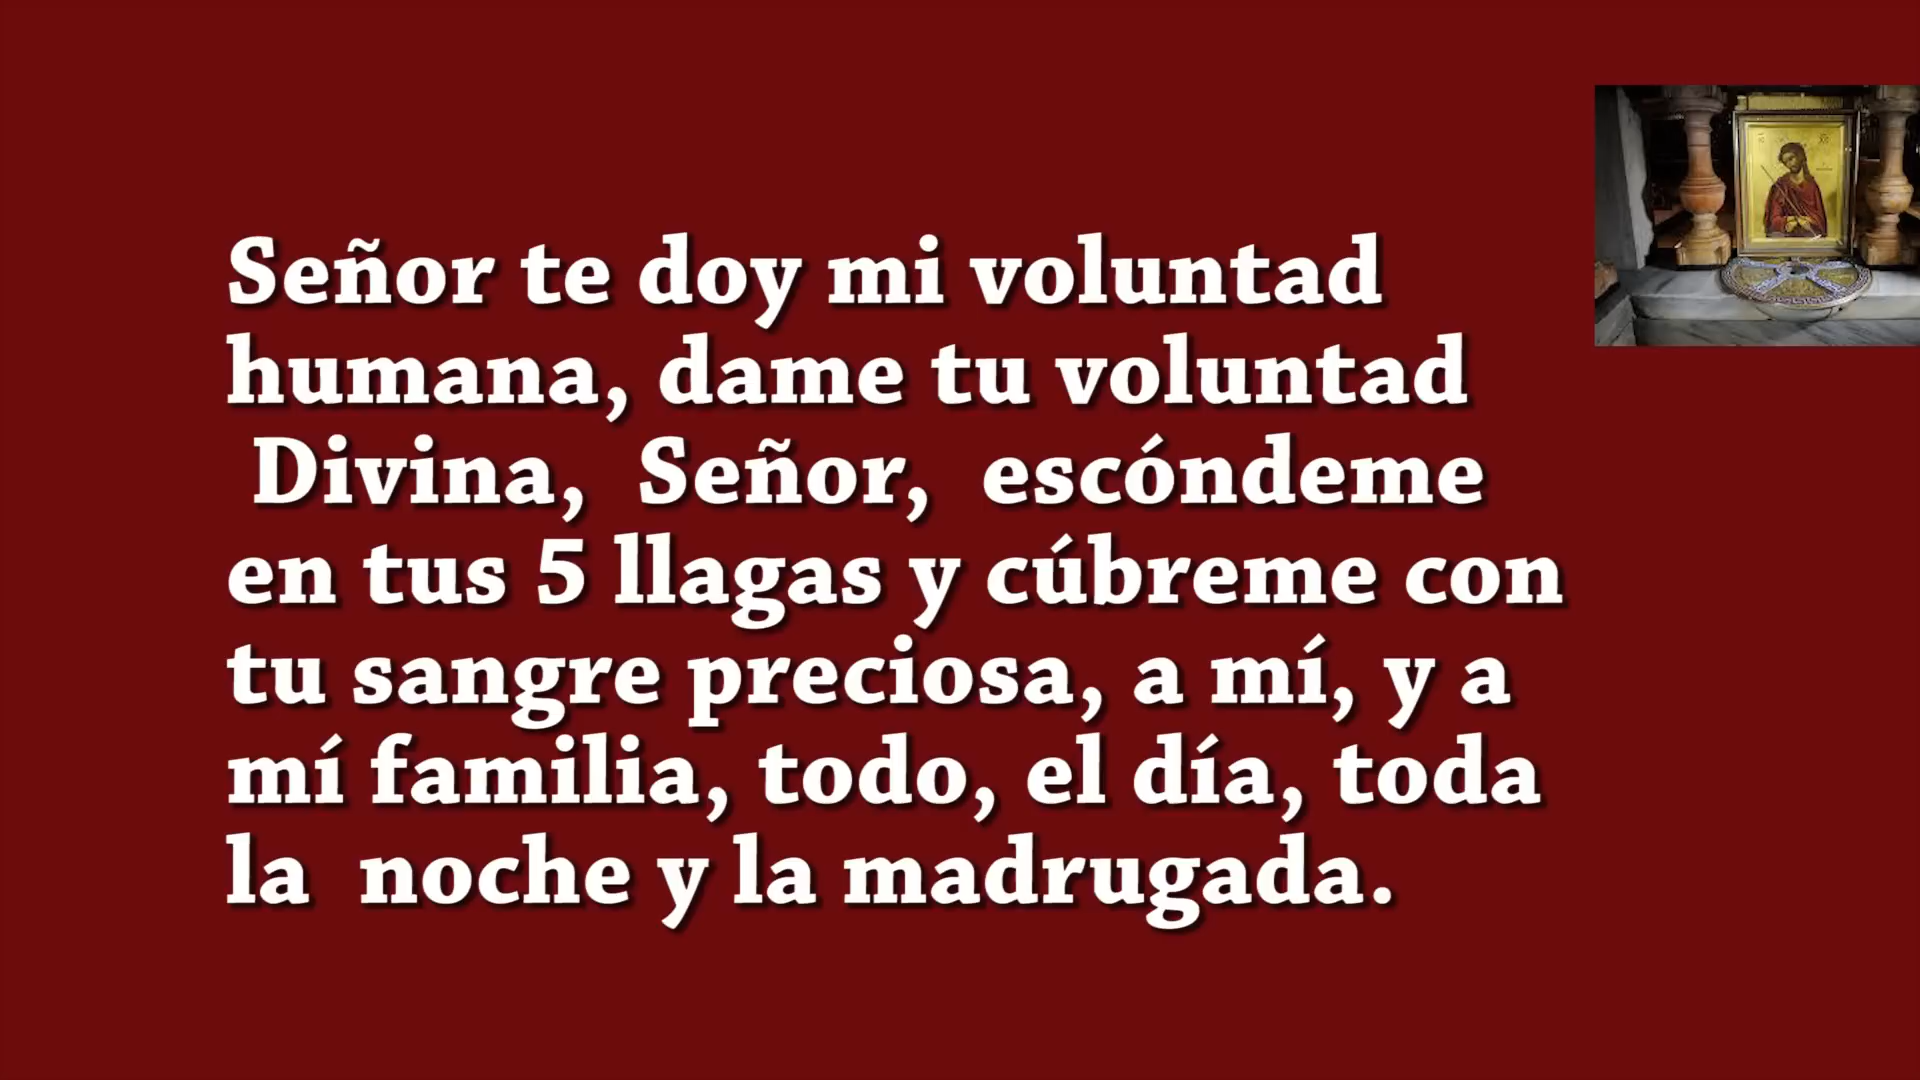 Señor te doy mi voluntad
humana, dame tu voluntad
Divina, Señor, escóndeme
en tus 5 llagas y cúbreme con
tu sangre preciosa, a mí, y a
mí familia, todo, el día, toda
la noche y la madrugada.